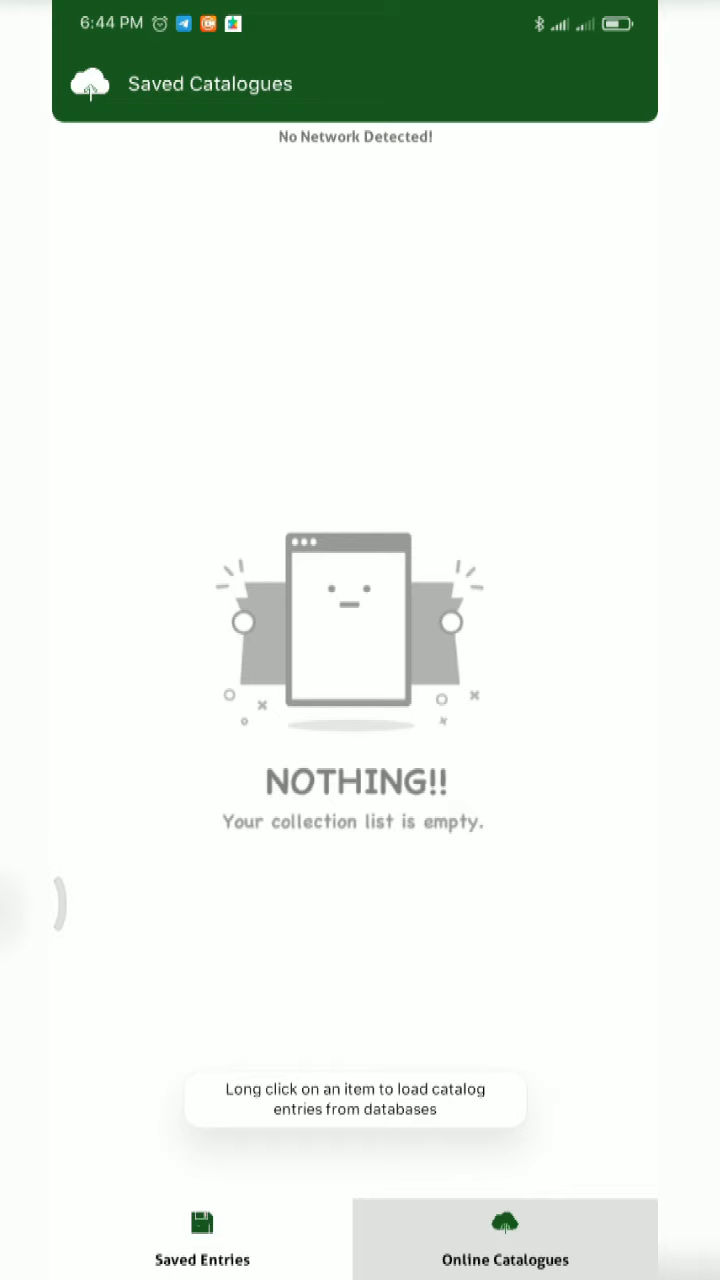 6:44 PM
Saved Catalogues
No Network Detected!
NOTHING!!
Your collection list is empty.
Long click on an item to load catalog
entries from databases
Saved Entries
Online Catalogues